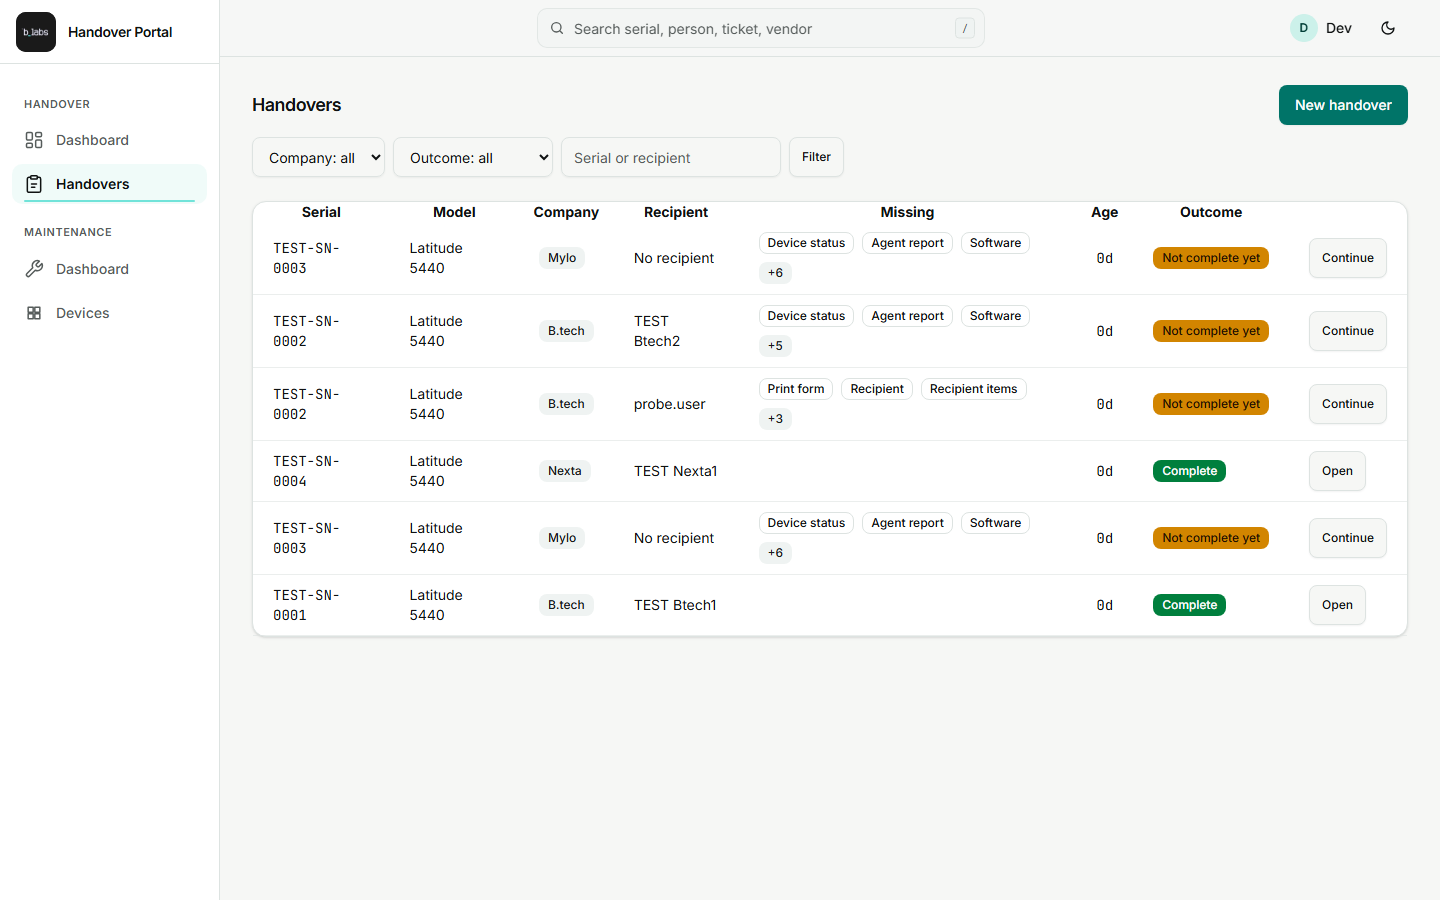 b_labs
Handover Portal
Search serial, person, ticket, vendor
/
D
Dev
HANDOVER
Dashboard
Handovers
MAINTENANCE
Dashboard
Devices
Handovers
New handover
Company: all
Outcome: all
Serial or recipient
Filter
Serial Model Company Recipient Missing Age Outcome
TEST-SN-
0003
Latitude
5440
Mylo
No recipient
Device status Agent report Software
+6
0d
Not complete yet
Continue
TEST-SN-
0002
Latitude
5440
B.tech
TEST
Btech2
Device status Agent report Software
+5
0d
Not complete yet
Continue
TEST-SN-
0002
Latitude
5440
B.tech
probe.user
Print form Recipient Recipient items
+3
0d
Not complete yet
Continue
TEST-SN-
0004
Latitude
5440
Nexta
TEST Nexta1
0d
Complete
Open
TEST-SN-
0003
Latitude
5440
Mylo
No recipient
Device status Agent report Software
+6
0d
Not complete yet
Continue
TEST-SN-
0001
Latitude
5440
B.tech
TEST Btech1
0d
Complete
Open